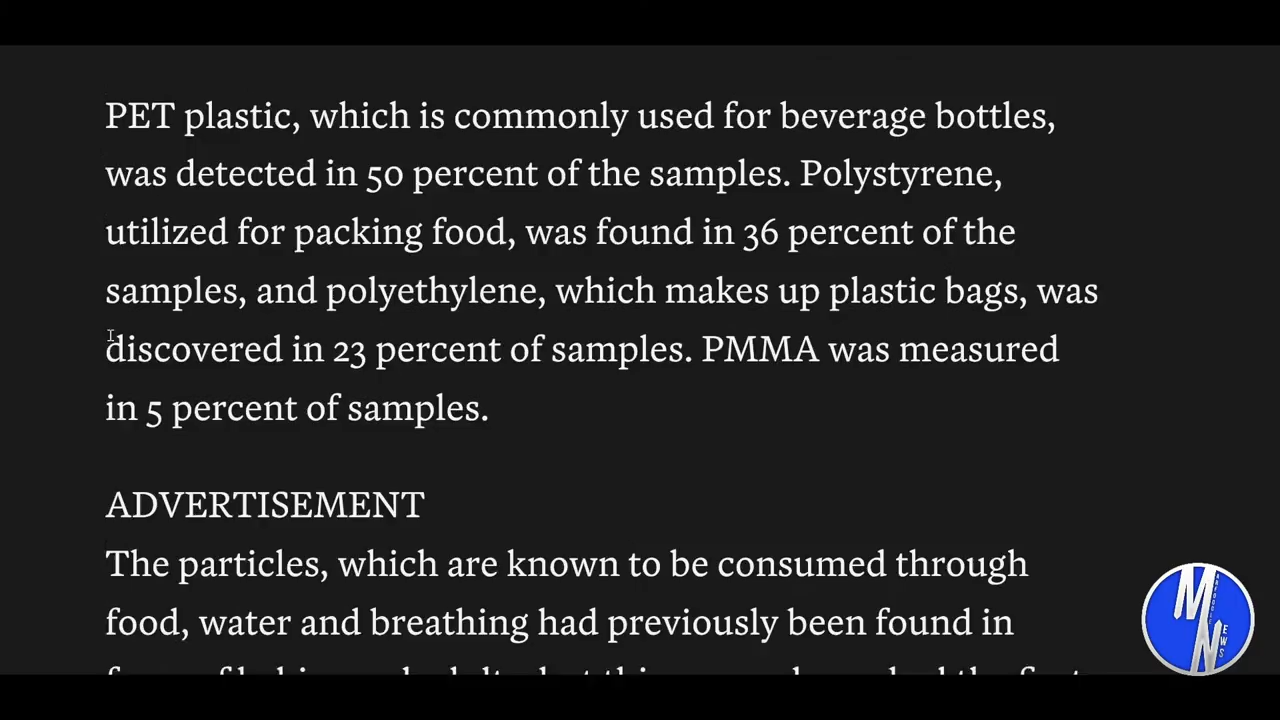 PET plastic, which is commonly used for beverage bottles,
was detected in 50 percent of the samples. Polystyrene,
utilized for packing food, was found in 36 percent of the
samples, and polyethylene, which makes up plastic bags, was
discovered in 23 percent of samples. PMMA was measured
in 5 percent of samples.
ADVERTISEMENT
The particles, which are known to be consumed through
food, water and breathing had previously been found in